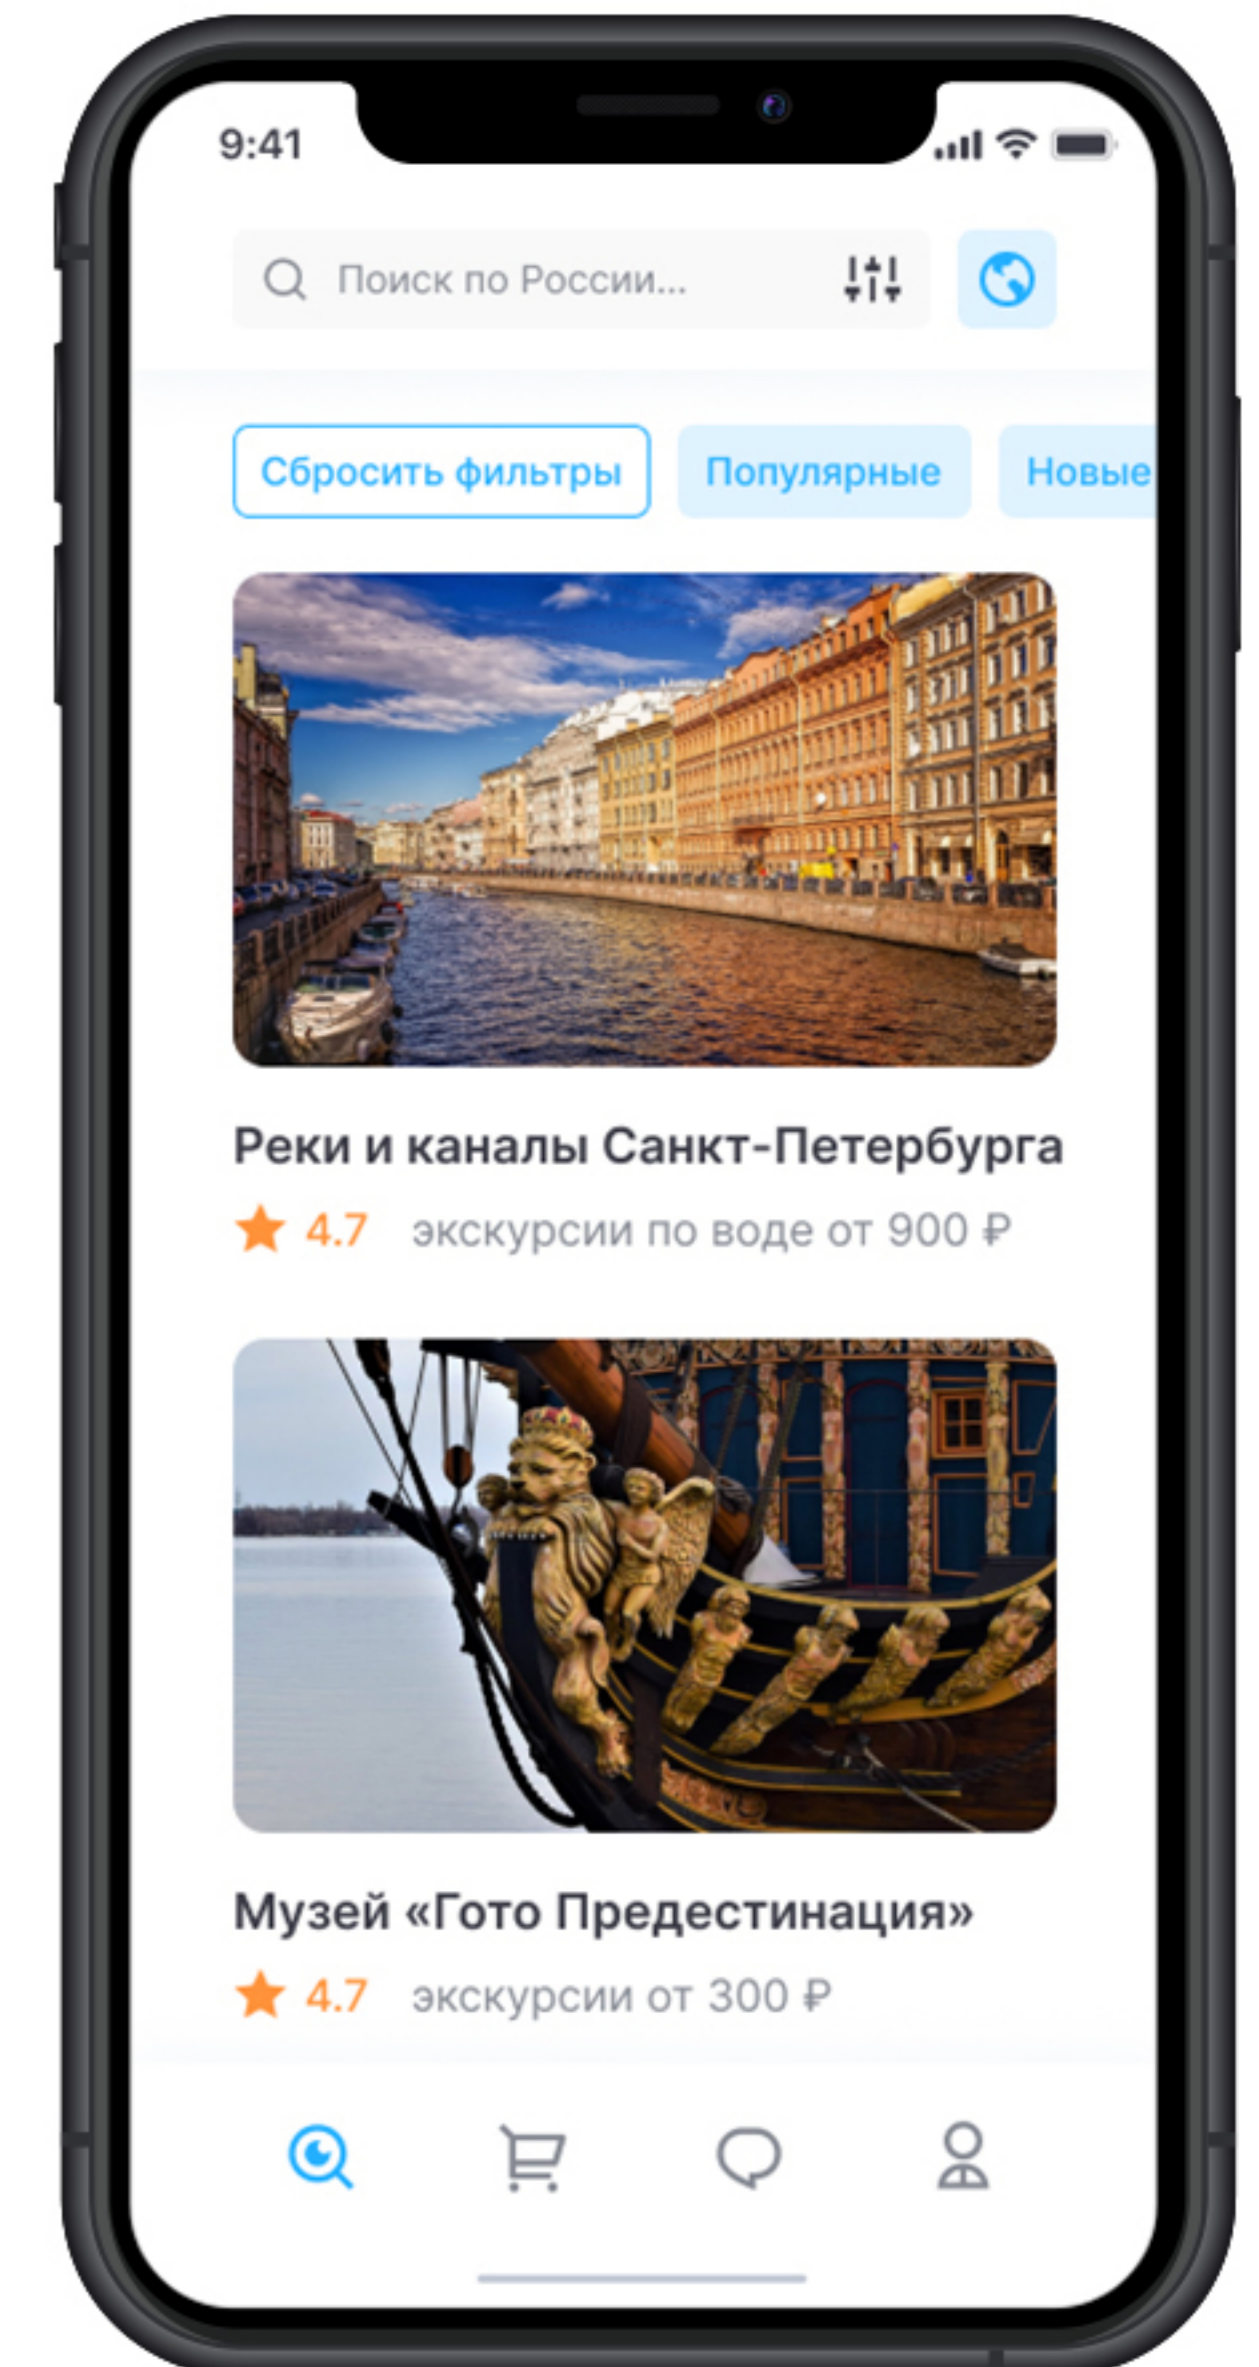 9:41
Поиск по России...
Сбросить фильтры
Популярные
Новые
Реки и каналы Санкт-Петербурга
4.7 экскурсии по воде от 900 ₽
Музей «Гото Предестинация»
4.7 экскурсии от 300 ₽